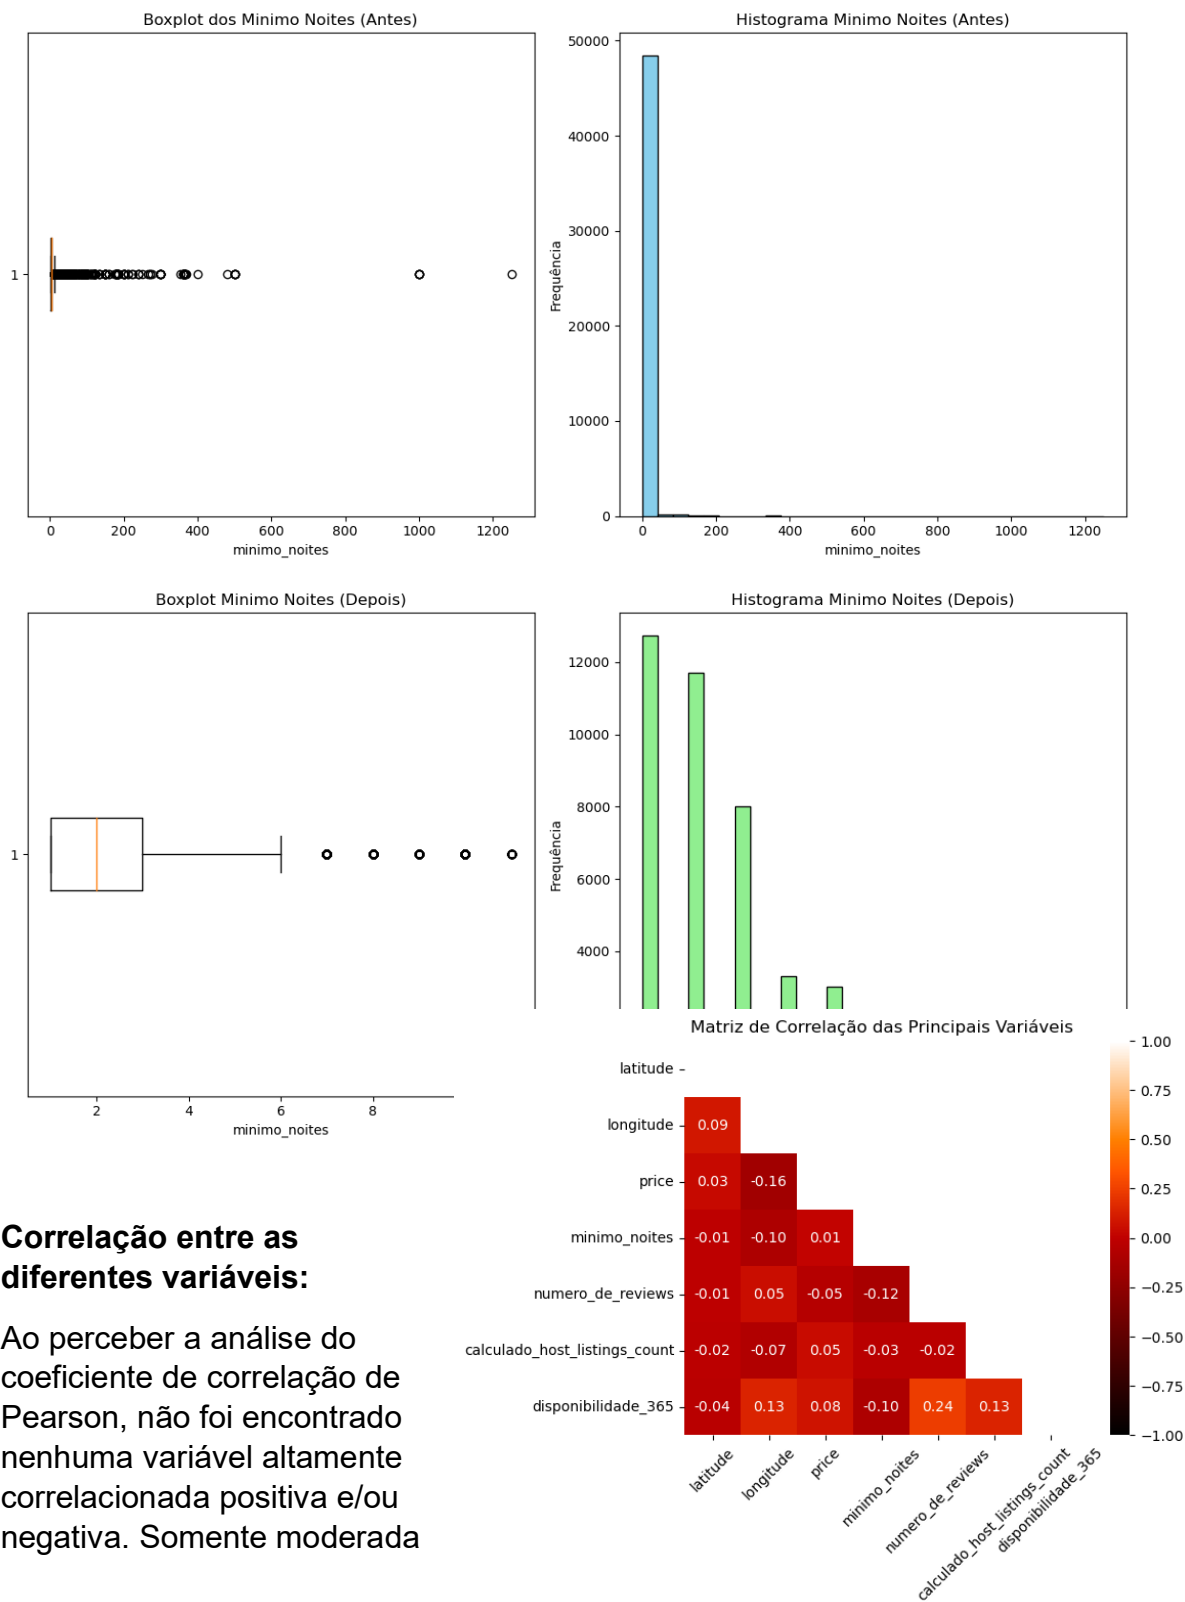 Boxplot dos Minimo Noites (Antes)
1
0 200 400 600 800 1000 1200
minimo_noites
Histograma Minimo Noites (Antes)
50000
40000
30000
20000
10000
0
Frequência
0 200 400 600 800 1000 1200
minimo_noites
Boxplot Minimo Noites (Depois)
1
2 4 6 8
minimo_noites
Histograma Minimo Noites (Depois)
12000
10000
8000
6000
4000
Frequência
Matriz de Correlação das Principais Variáveis
latitude
longitude 0.09
price 0.03 -0.16
minimo_noites -0.01 -0.10 0.01
numero_de_reviews -0.01 0.05 -0.05 -0.12
calculado_host_listings_count -0.02 -0.07 0.05 -0.03 -0.02
disponibilidade_365 -0.04 0.13 0.08 -0.10 0.24 0.13
latitude
longitude
price
minimo_noites
numero_de_reviews
calculado_host_listings_count
disponibilidade_365
1.00
0.75
0.50
0.25
0.00
−0.25
−0.50
−0.75
−1.00
Correlação entre as
diferentes variáveis:
Ao perceber a análise do
coeficiente de correlação de
Pearson, não foi encontrado
nenhuma variável altamente
correlacionada positiva e/ou
negativa. Somente moderada